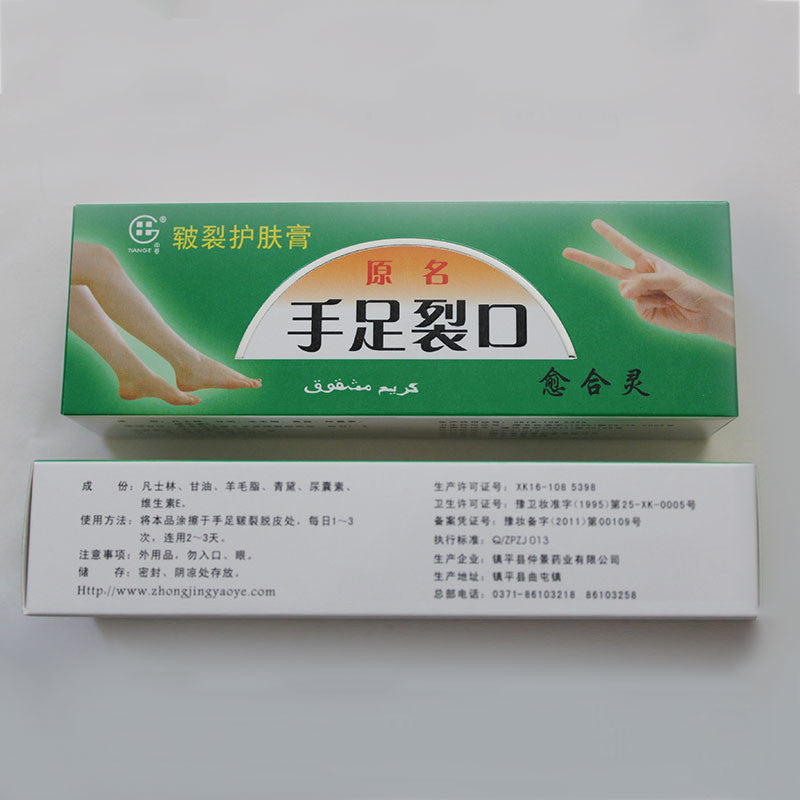 皲裂护肤膏
TIANGE
原名
手足裂口
كريم مشقوق
愈合灵
成 份：凡士林、甘油、羊毛脂、青黛、尿囊素、
维生素E。
使用方法：将本品涂擦于手足皲裂脱皮处，每日1～3
次，连用2～3天。
注意事项：外用品，勿入口、眼。
储 存：密封、阴凉处存放。
Http://www.zhongjingyaoye.com
生产许可证号：XK16-108 5398
卫生许可证号：豫卫妆准字(1995)第25-XK-0005号
备案凭证号：豫妆备字(2011)第00109号
执行标准：Q/ZPZJ013
生产企业：镇平县仲景药业有限公司
生产地址：镇平县曲屯镇
总部电话：0371-86103218 86103258